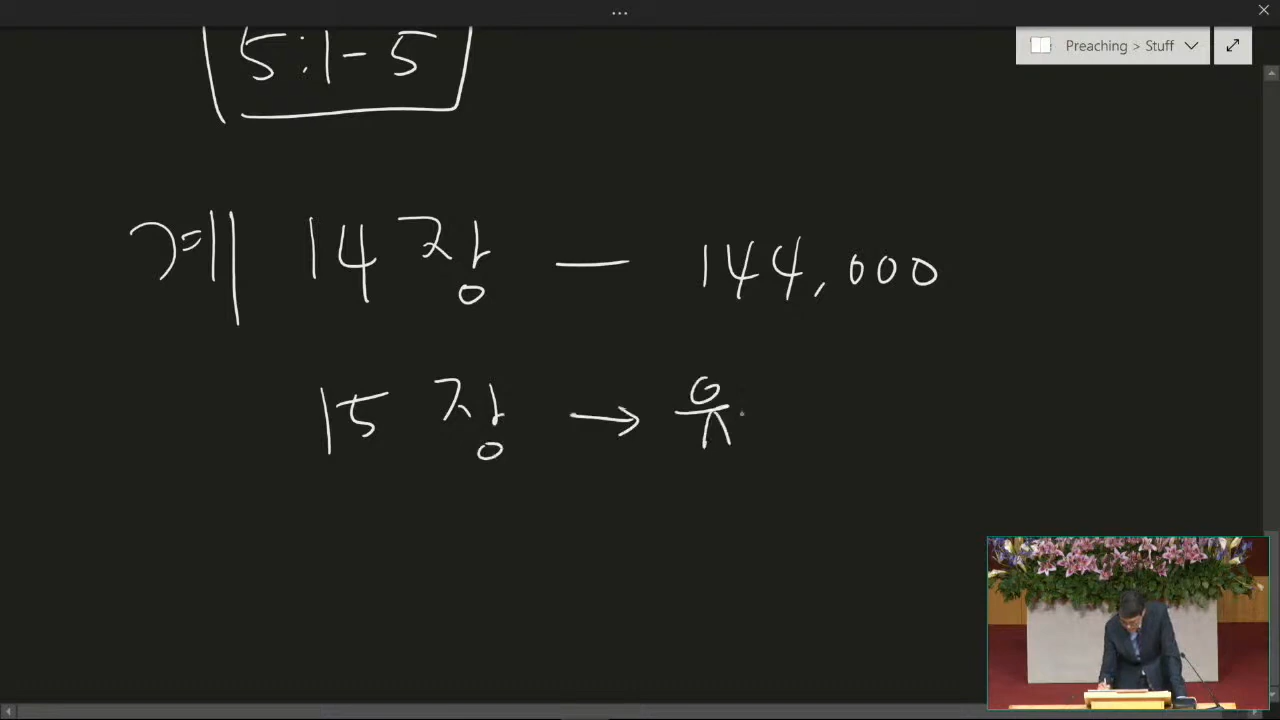 Preaching > Stuff
5:1-5
계 14장 — 144,000
15장 → 유